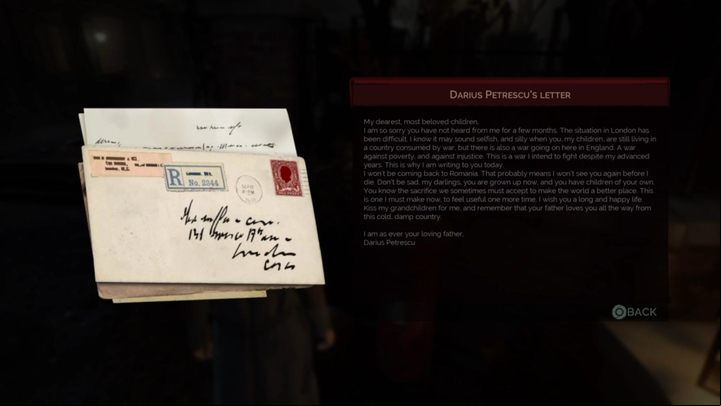 DARIUS PETRESCU'S LETTER
My dearest, most beloved children,
I am so sorry you have not heard from me for a few months. The situation in London has
been difficult. I know it may sound selfish, and silly when you, my children, are still living in
a country consumed by war, but there is also a war going on here in England. A war
against poverty, and against injustice. This is a war I intend to fight despite my advanced
years. This is why I am writing to you today.
I won't be coming back to Romania. That probably means I won't see you again before I
die. Don't be sad, my darlings, you are grown up now, and you have children of your own.
You know the sacrifice we sometimes must accept to make the world a better place. This
is one I must make now, to feel useful one more time. I wish you a long and happy life.
Kiss my grandchildren for me, and remember that your father loves you all the way from
this cold, damp country.
I am as ever your loving father,
Darius Petrescu
R
No. 2844
BACK